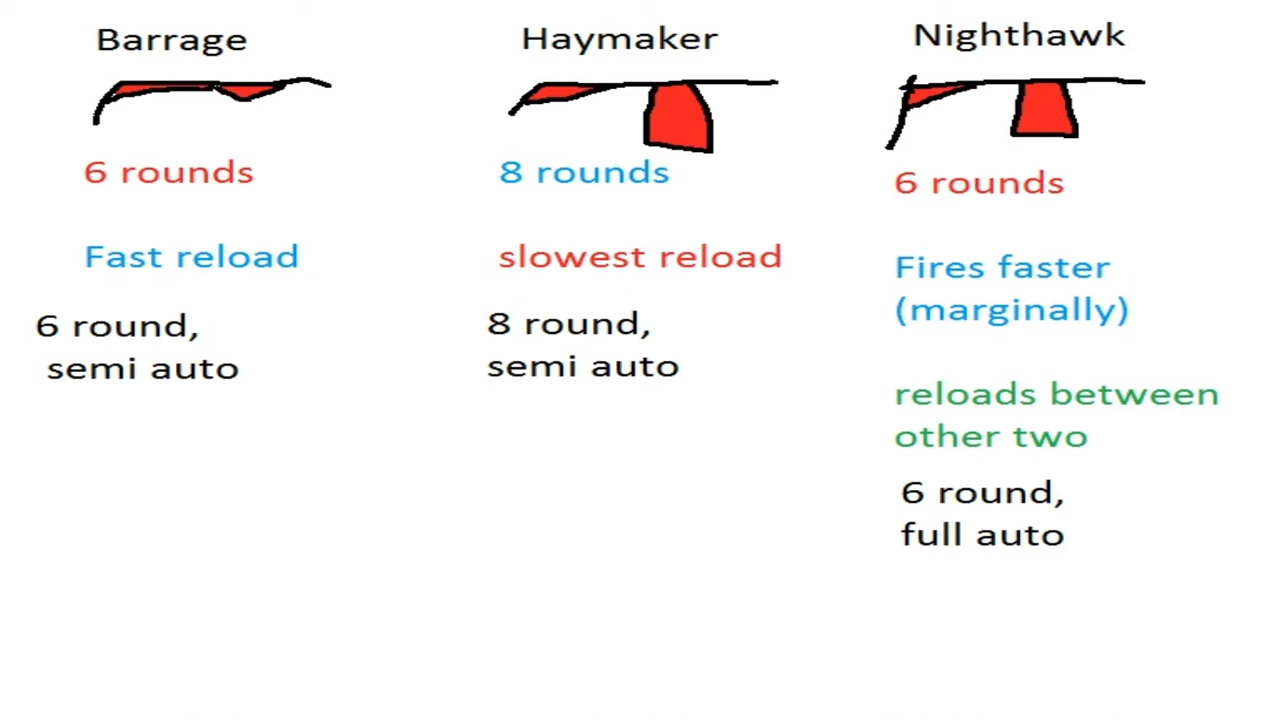 Barrage
6 rounds
Fast reload
6 round,
semi auto
Haymaker
8 rounds
slowest reload
8 round,
semi auto
Nighthawk
6 rounds
Fires faster
(marginally)
reloads between
other two
6 round,
full auto